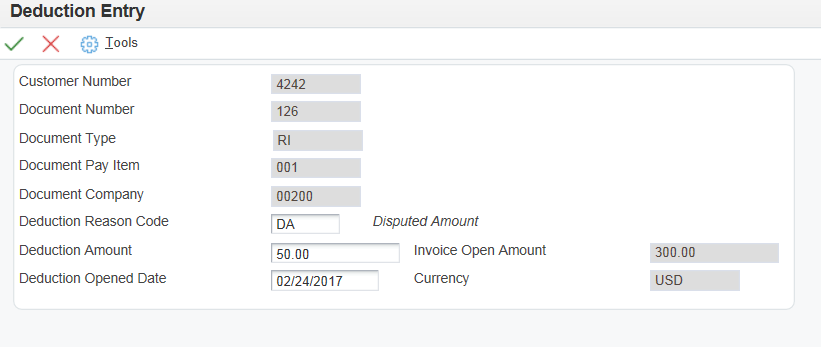 Deduction Entry
Tools
Customer Number 4242
Document Number 126
Document Type RI
Document Pay Item 001
Document Company 00200
Deduction Reason Code DA Disputed Amount
Deduction Amount 50.00 Invoice Open Amount 300.00
Deduction Opened Date 02/24/2017 Currency USD